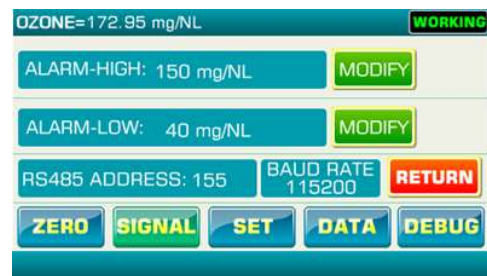 OZONE=172.95 mg/NL WORKING
ALARM-HIGH: 150 mg/NL MODIFY
ALARM-LOW: 40 mg/NL MODIFY
RS485 ADDRESS: 155 BAUD RATE 115200 RETURN
ZERO SIGNAL SET DATA DEBUG